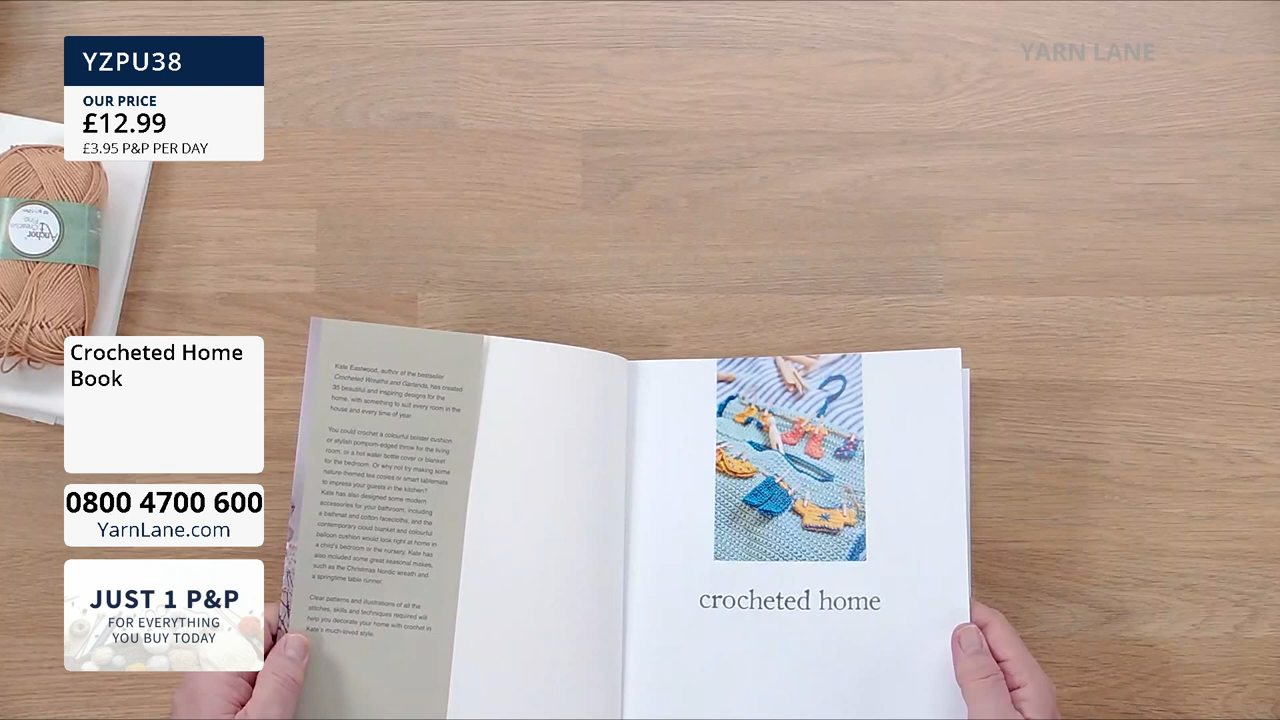 YZPU38
OUR PRICE
£12.99
£3.95 P&P PER DAY
YARN LANE
Anchor
Creativa
Fino
Crocheted Home
Book
0800 4700 600
YarnLane.com
JUST 1 P&P
FOR EVERYTHING
YOU BUY TODAY
Kate Eastwood, author of the bestseller
Crocheted Wreaths and Garlands, has created
35 beautiful and inspiring designs for the
home, with something to suit every room in the
house and every time of year.
You could crochet a colourful bolster cushion
or stylish pompom-edged throw for the living
room, or a hot water bottle cover or blanket
for the bedroom. Or why not try making some
nature-themed tea cosies or smart tablemats
to impress your guests in the kitchen?
Kate has also designed some modern
accessories for your bathroom, including
a bathmat and cotton facecloths, and the
contemporary cloud blanket and colourful
balloon cushion would look right at home in
a child's bedroom or the nursery. Kate has
also included some great seasonal makes,
such as the Christmas Nordic wreath and
a springtime table runner.
Clear patterns and illustrations of all the
stitches, skills and techniques required will
help you decorate your home with crochet in
Kate's much-loved style.
crocheted home